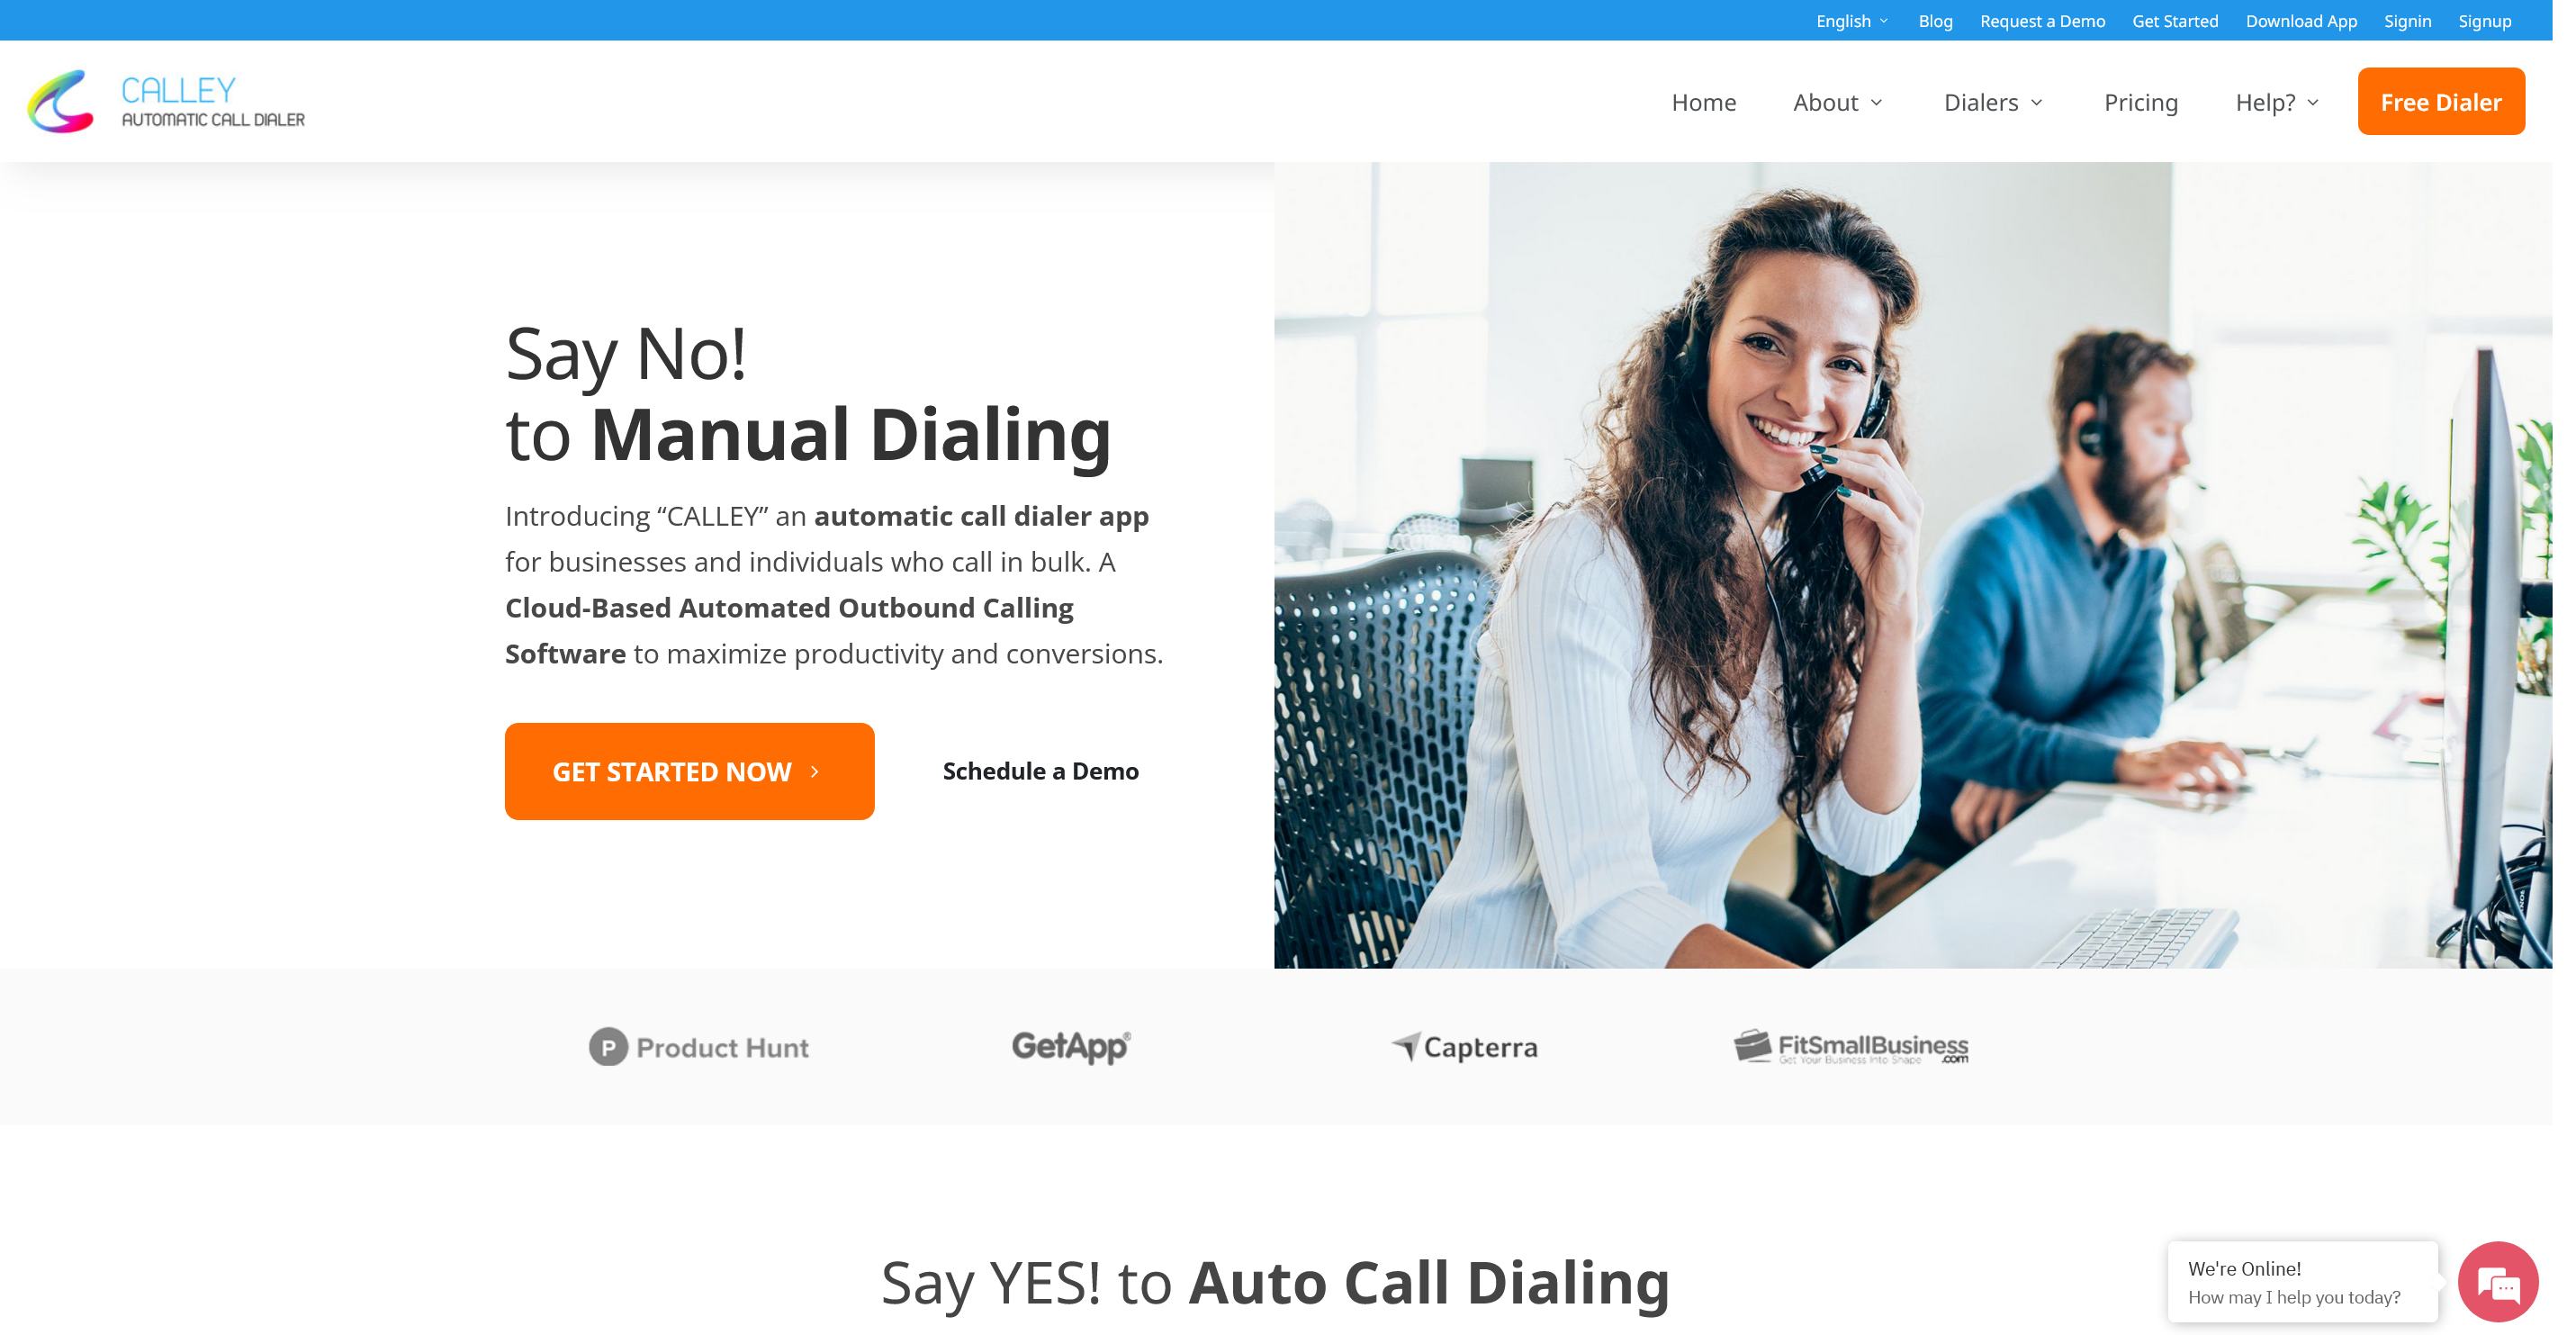 English Blog Request a Demo Get Started Download App Signin Signup
CALLEY
AUTOMATIC CALL DIALER
Home About Dialers Pricing Help? Free Dialer
Say No!
to Manual Dialing
Introducing “CALLEY” an automatic call dialer app
for businesses and individuals who call in bulk. A
Cloud-Based Automated Outbound Calling
Software to maximize productivity and conversions.
GET STARTED NOW
Schedule a Demo
P Product Hunt
GetApp®
Capterra
FitSmallBusiness
Get Your Business Into Shape .com
Say YES! to Auto Call Dialing
We're Online!
How may I help you today?